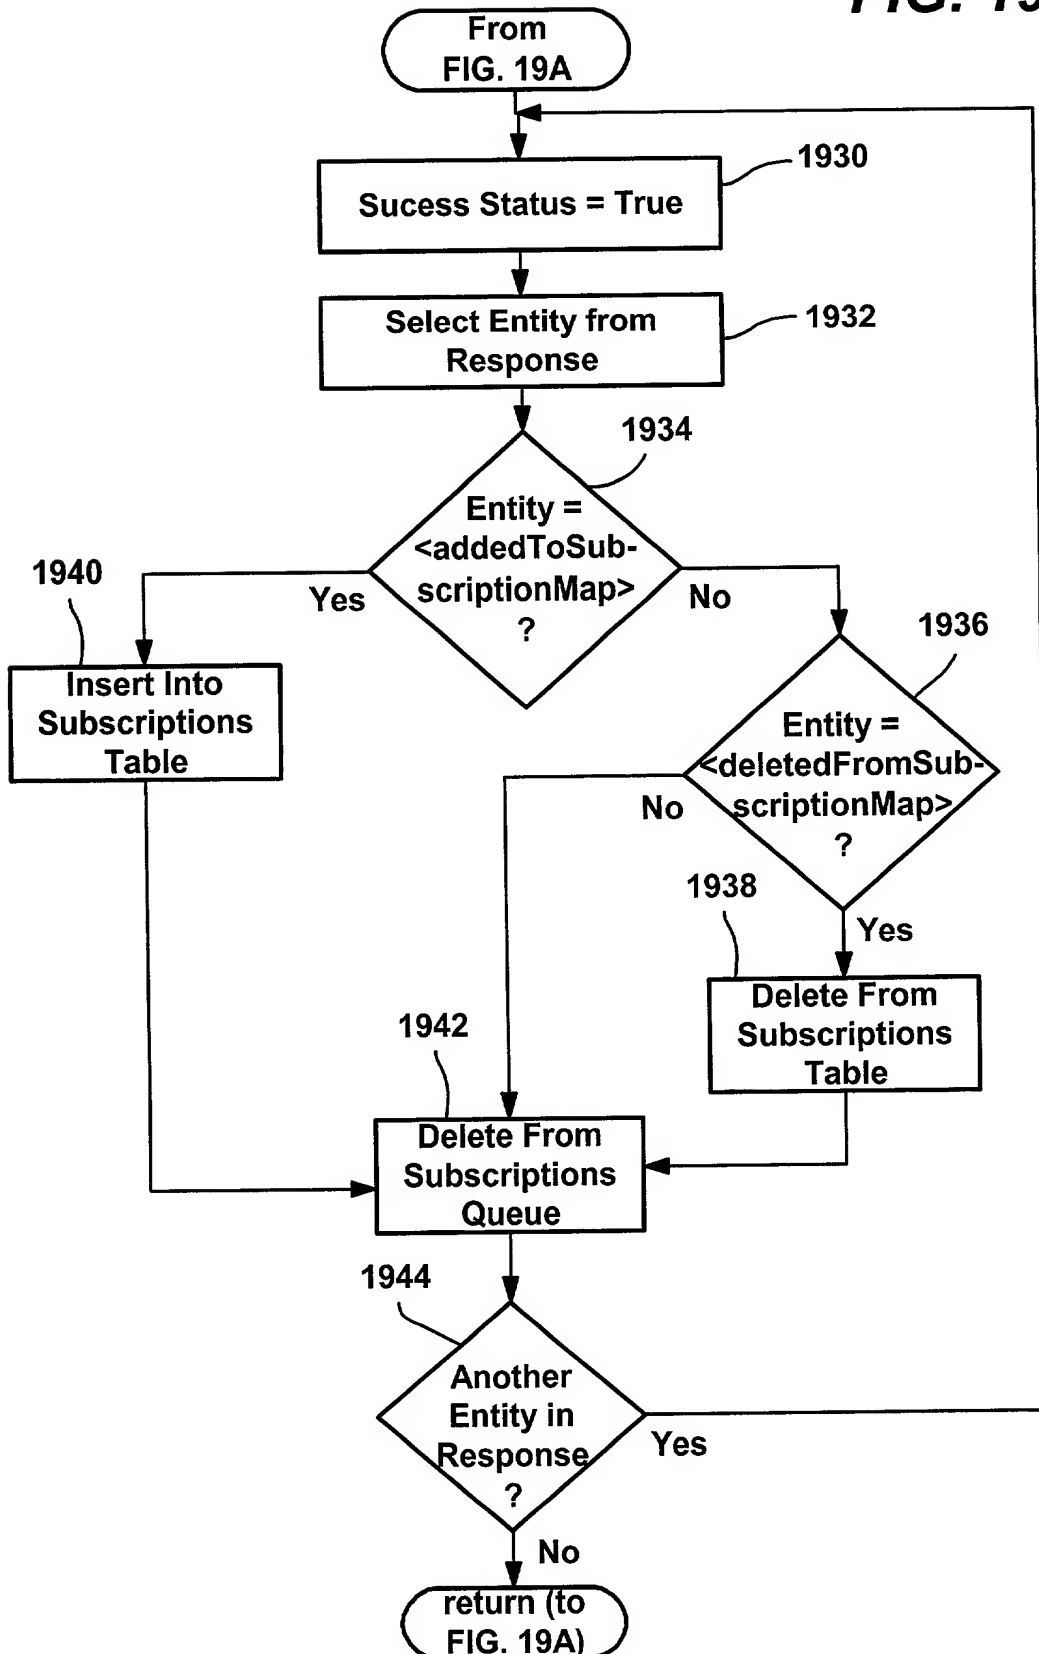 FIG. 19
From
FIG. 19A
1930
Sucess Status = True
1932
Select Entity from
Response
1934
Entity =
<addedToSub-
scriptionMap>
?
Yes
No
1940
Insert Into
Subscriptions
Table
1936
Entity =
<deletedFromSub-
scriptionMap>
?
No
Yes
1938
Delete From
Subscriptions
Table
1942
Delete From
Subscriptions
Queue
1944
Another
Entity in
Response
?
Yes
No
return (to
FIG. 19A)